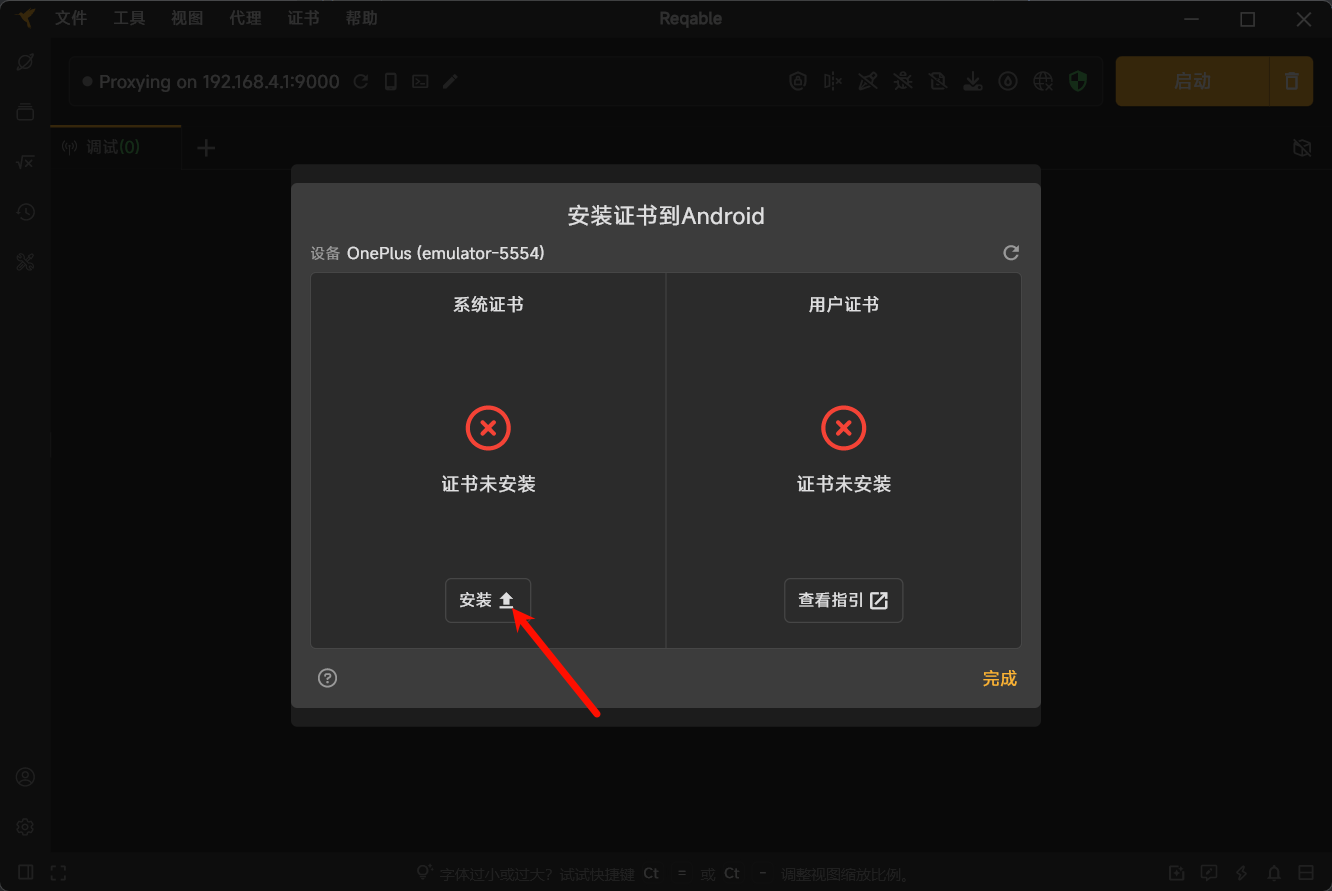 文件 工具 视图 代理 证书 帮助 Reqable
Proxying on 192.168.4.1:9000 启动
调试(0)
安装证书到Android
设备 OnePlus (emulator-5554)
系统证书 用户证书
证书未安装 证书未安装
安装 查看指引
完成
字体过小或过大? 试试快捷键 Ct = 或 Ct - 调整视图缩放比例。